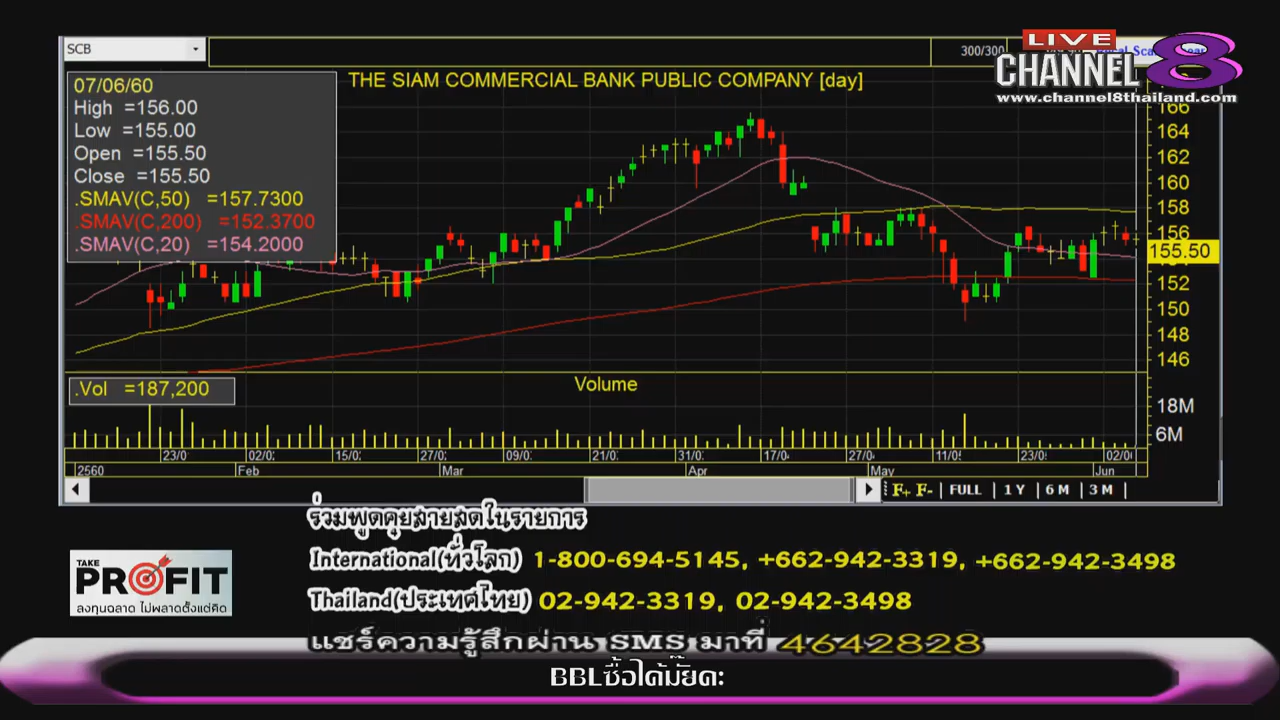 SCB
300/300
LIVE
CHANNEL 8
www.channel8thailand.com
THE SIAM COMMERCIAL BANK PUBLIC COMPANY [day]
07/06/60
High =156.00
Low =155.00
Open =155.50
Close =155.50
.SMAV(C,50) =157.7300
.SMAV(C,200) =152.3700
.SMAV(C,20) =154.2000
166
164
162
160
158
156
155.50
152
150
148
146
.Vol =187,200
Volume
18M
6M
23/0 02/0 15/0 27/0 09/0 21/0 31/0 17/0 27/0 11/0 23/0 02/0
2560 Feb Mar Apr May Jun
F+ F- FULL 1 Y 6 M 3 M
ร่วมพูดคุยสายสดในรายการ
International(ทั่วโลก) 1-800-694-5145, +662-942-3319, +662-942-3498
Thailand(ประเทศไทย) 02-942-3319, 02-942-3498
TAKE
PROFIT
ลงทุนฉลาด ไม่พลาดตั้งแต่คิด
แชร์ความรู้สึกผ่าน SMS มาที่ 4642828
BBLซื้อได้มั๊ยคะ